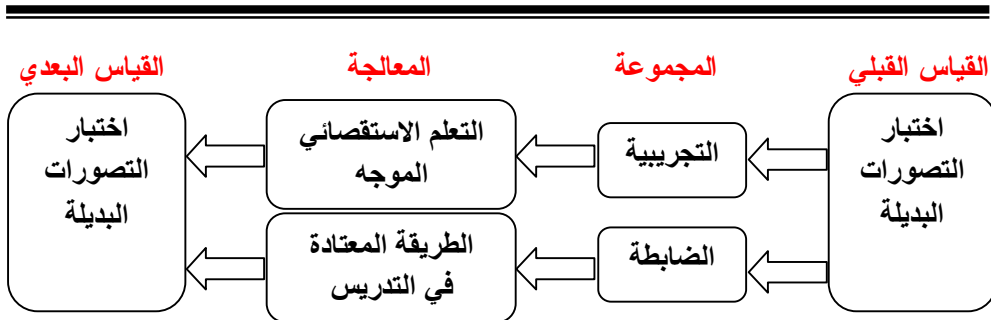 القياس القبلي
المجموعة
المعالجة
القياس البعدي
اختبار
التصورات
البديلة
التجريبية
التعلم الاستقصائي
الموجه
الضابطة
الطريقة المعتادة
في التدريس
اختبار
التصورات
البديلة